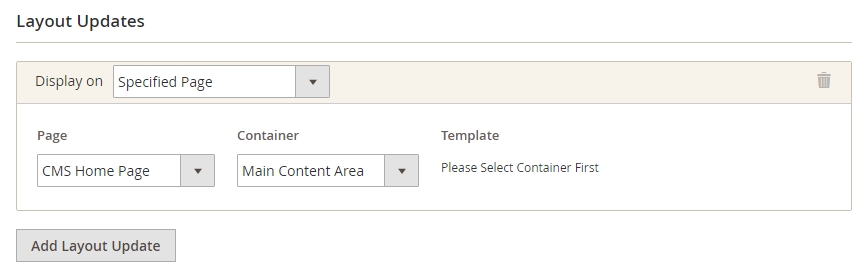 Layout Updates
Display on Specified Page
Page Container Template
CMS Home Page Main Content Area Please Select Container First
Add Layout Update